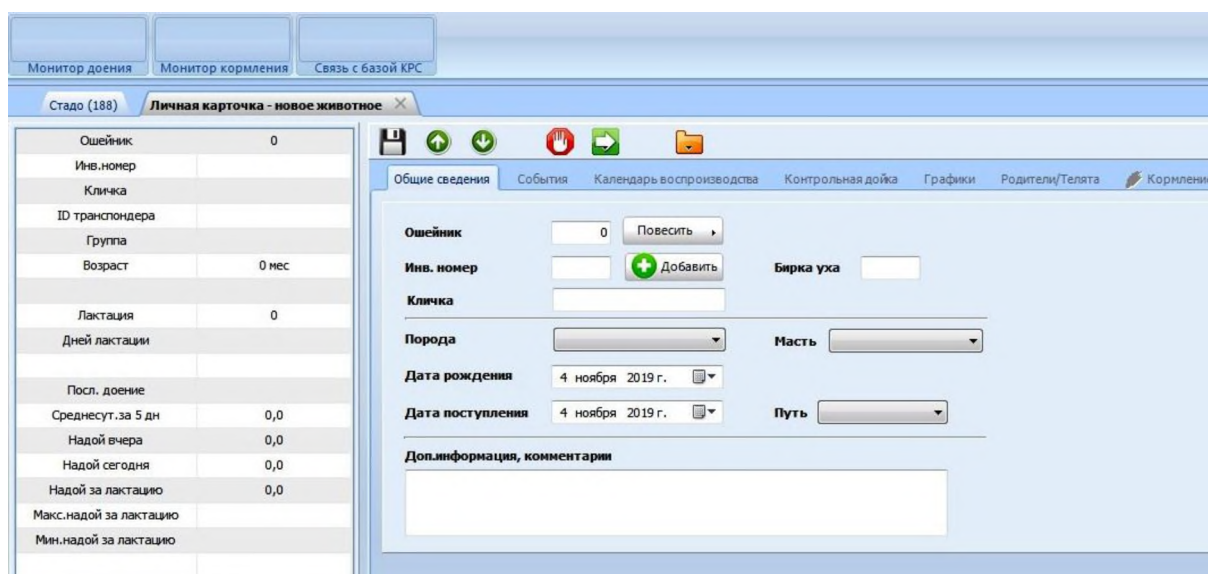 Монитор доения Монитор кормления Связь с базой КРС
Стадо (188) Личная карточка - новое животное
Ошейник 0
Инв.номер
Кличка
ID транспондера
Группа
Возраст 0 мес
Лактация 0
Дней лактации
Посл. доение
Среднесут.за 5 дн 0,0
Надой вчера 0,0
Надой сегодня 0,0
Надой за лактацию 0,0
Макс.надой за лактацию
Мин.надой за лактацию
Общие сведения События Календарь воспроизводства Контрольная дойка Графики Родители/Телята Кормление
Ошейник 0 Повесить
Инв. номер Добавить Бирка уха
Кличка
Порода Масть
Дата рождения 4 ноября 2019 г.
Дата поступления 4 ноября 2019 г. Путь
Доп.информация, комментарии